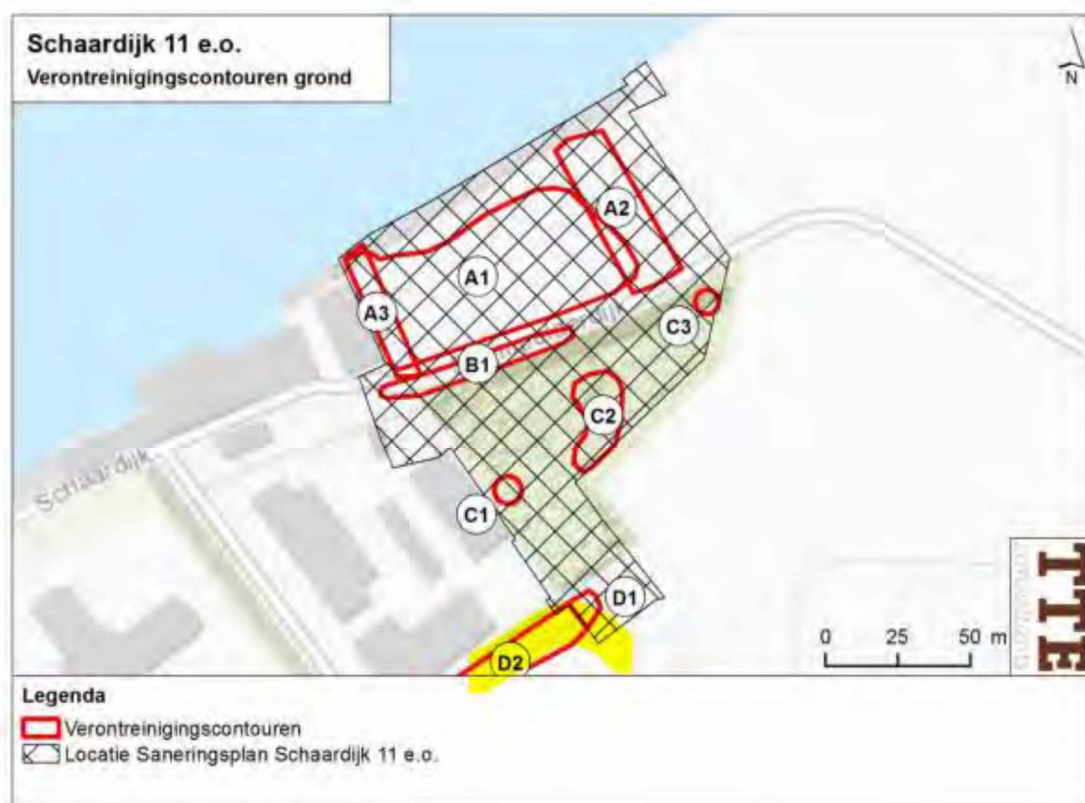 Schaardijk 11 e.o.
Verontreinigingscontouren grond
N
A2
A1
A3
C3
B1
C2
Schaardijk
C1
D1
D2
0 25 50 m
TTE
Legenda
Verontreinigingscontouren
Locatie Saneringsplan Schaardijk 11 e.o.